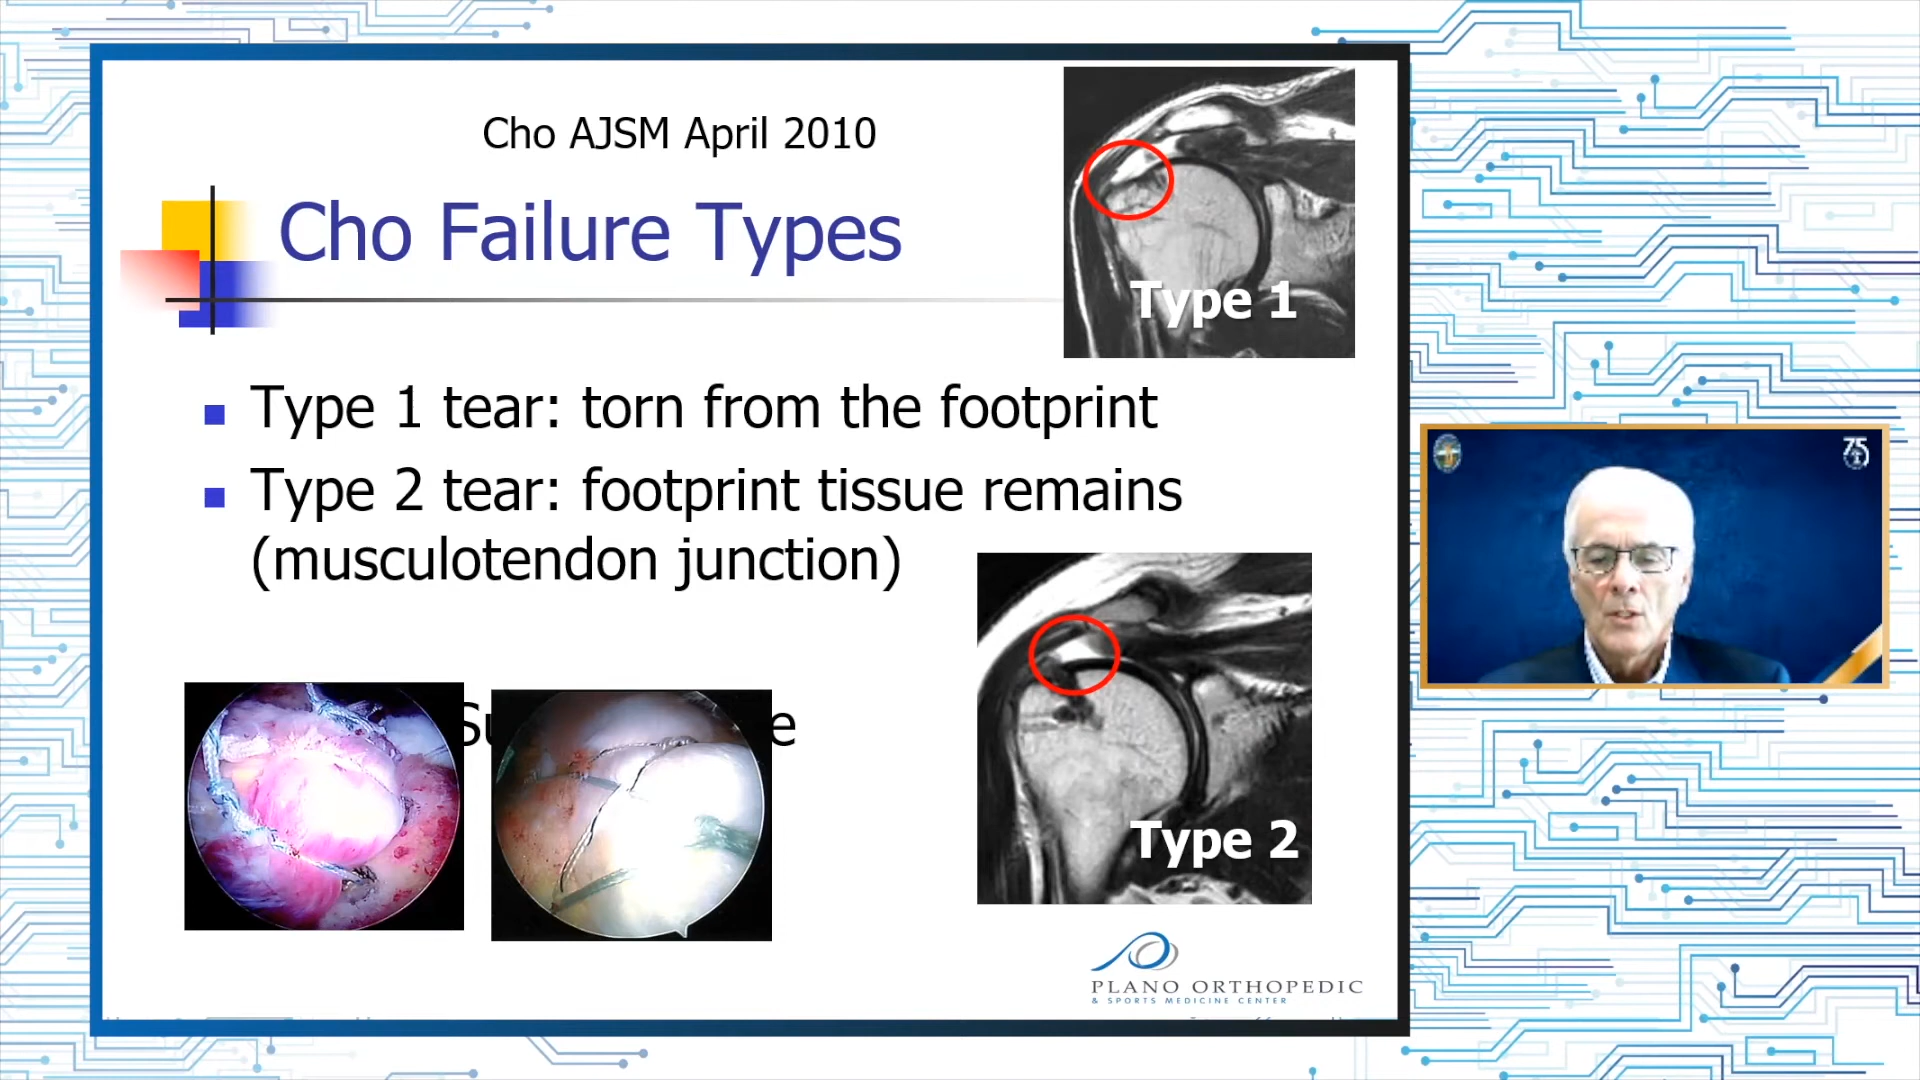 Cho AJSM April 2010
Cho Failure Types
Type 1
Type 1 tear: torn from the footprint
Type 2 tear: footprint tissue remains
(musculotendon junction)
Type 2
PLANO ORTHOPEDIC
& SPORTS MEDICINE CENTER
75